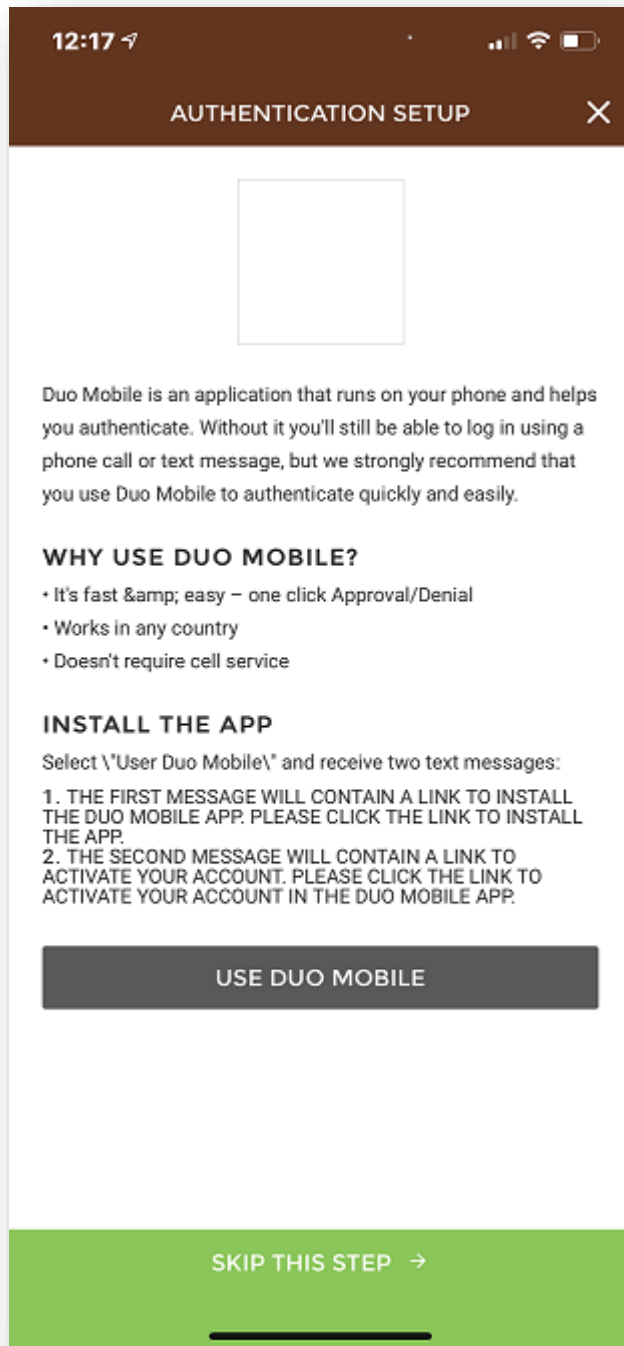 12:17
AUTHENTICATION SETUP
Duo Mobile is an application that runs on your phone and helps
you authenticate. Without it you'll still be able to log in using a
phone call or text message, but we strongly recommend that
you use Duo Mobile to authenticate quickly and easily.
WHY USE DUO MOBILE?
• It's fast &amp; easy – one click Approval/Denial
• Works in any country
• Doesn't require cell service
INSTALL THE APP
Select \"User Duo Mobile\" and receive two text messages:
1. THE FIRST MESSAGE WILL CONTAIN A LINK TO INSTALL
THE DUO MOBILE APP. PLEASE CLICK THE LINK TO INSTALL
THE APP.
2. THE SECOND MESSAGE WILL CONTAIN A LINK TO
ACTIVATE YOUR ACCOUNT. PLEASE CLICK THE LINK TO
ACTIVATE YOUR ACCOUNT IN THE DUO MOBILE APP.
USE DUO MOBILE
SKIP THIS STEP →